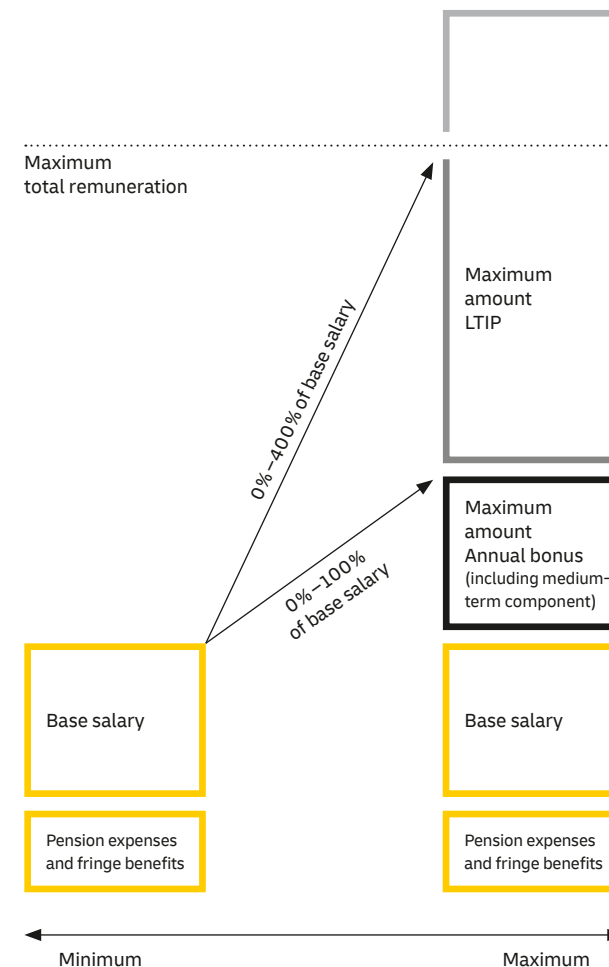 Maximum
total remuneration
Maximum
amount
LTIP
0%–400% of base salary
Maximum
amount
Annual bonus
(including medium-
term component)
0%–100%
of base salary
Base salary
Base salary
Pension expenses
and fringe benefits
Pension expenses
and fringe benefits
Minimum
Maximum